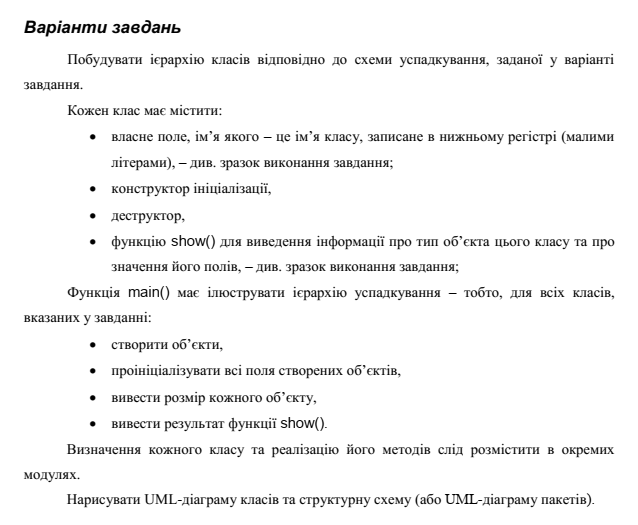 Варіанти завдань
Побудувати ієрархію класів відповідно до схеми успадкування, заданої у варіанті
завдання.
Кожен клас має містити:
• власне поле, ім’я якого – це ім’я класу, записане в нижньому регістрі (малими
літерами), – див. зразок виконання завдання;
• конструктор ініціалізації,
• деструктор,
• функцію show() для виведення інформації про тип об’єкта цього класу та про
значення його полів, – див. зразок виконання завдання;
Функція main() має ілюструвати ієрархію успадкування – тобто, для всіх класів,
вказаних у завданні:
• створити об’єкти,
• проініціалізувати всі поля створених об’єктів,
• вивести розмір кожного об’єкту,
• вивести результат функції show().
Визначення кожного класу та реалізацію його методів слід розмістити в окремих
модулях.
Нарисувати UML-діаграму класів та структурну схему (або UML-діаграму пакетів).